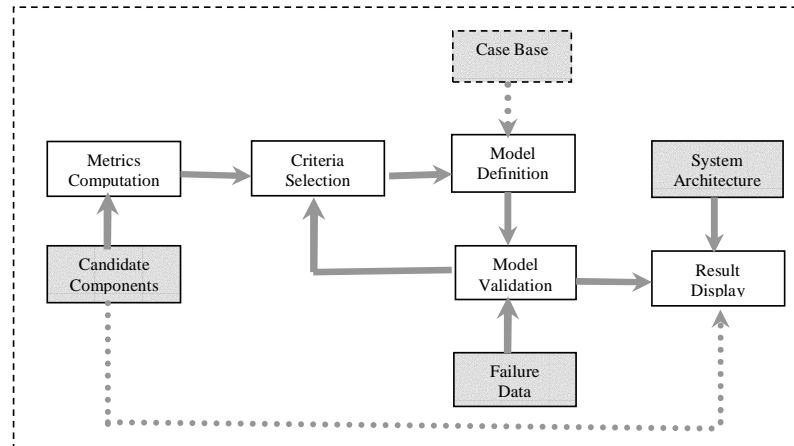 Case Base
Metrics
Computation
Criteria
Selection
Model
Definition
System
Architecture
Candidate
Components
Model
Validation
Result
Display
Failure
Data